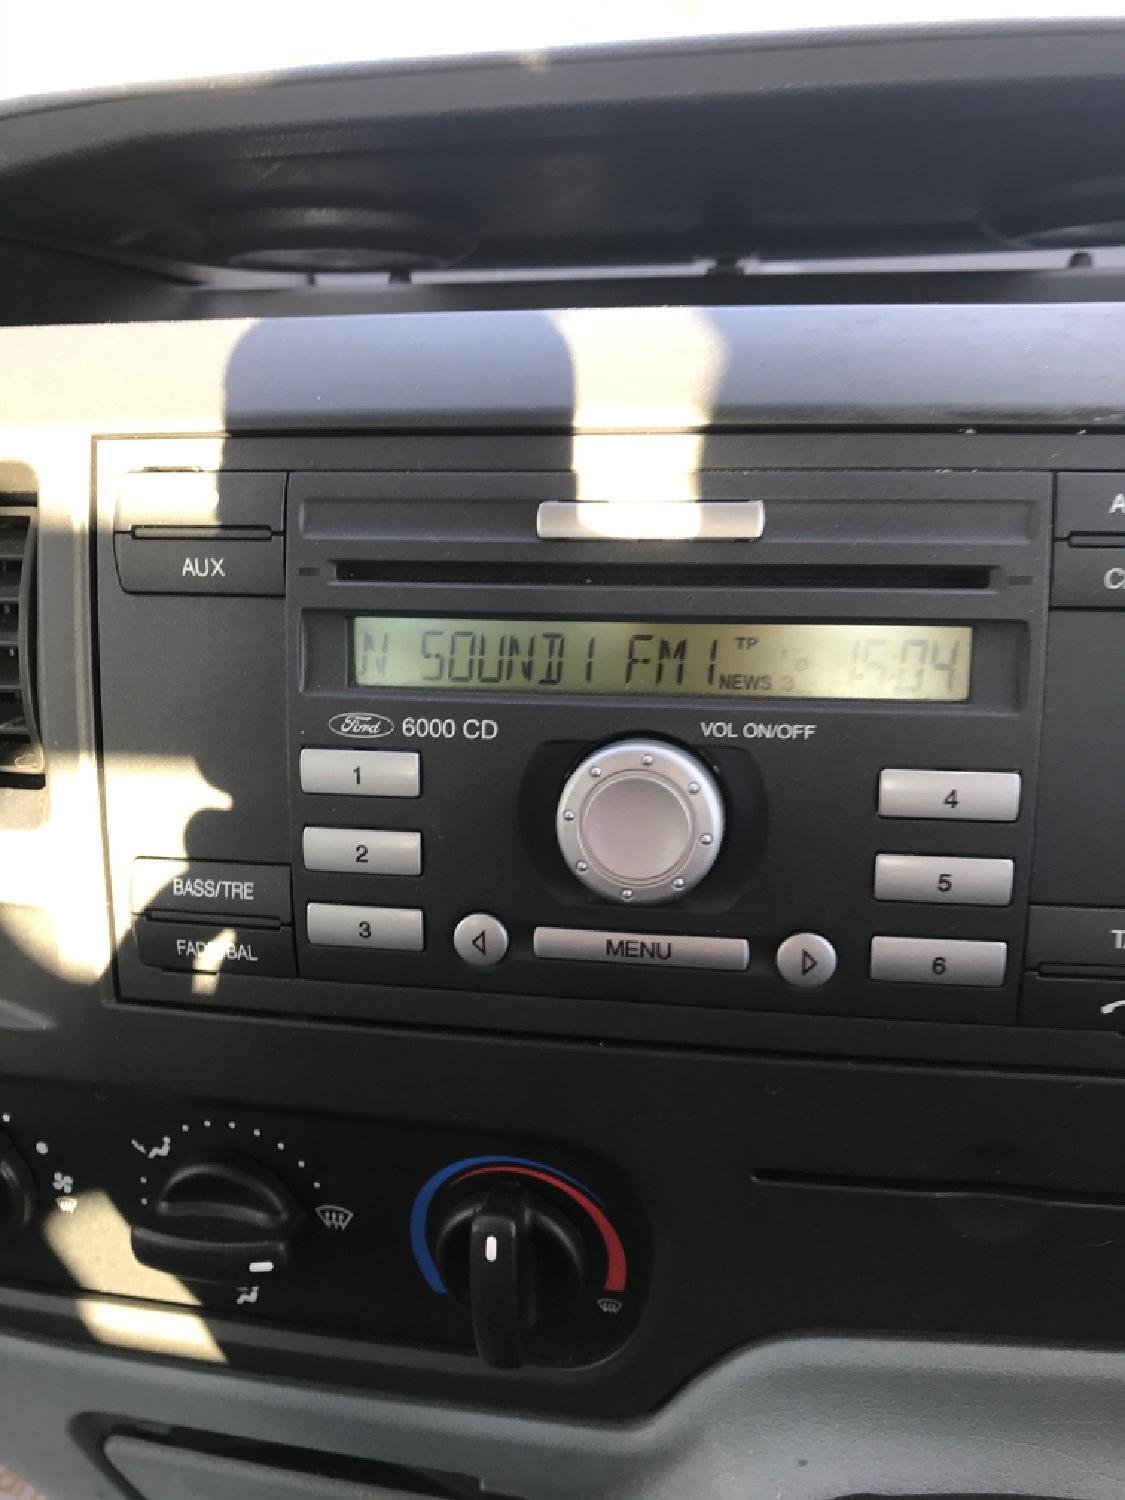 AUX
N SOUND1 FM1 TP NEWS 3 15:04
Ford 6000 CD
VOL ON/OFF
1
2
3
4
5
6
BASS/TRE
FADE/BAL
MENU